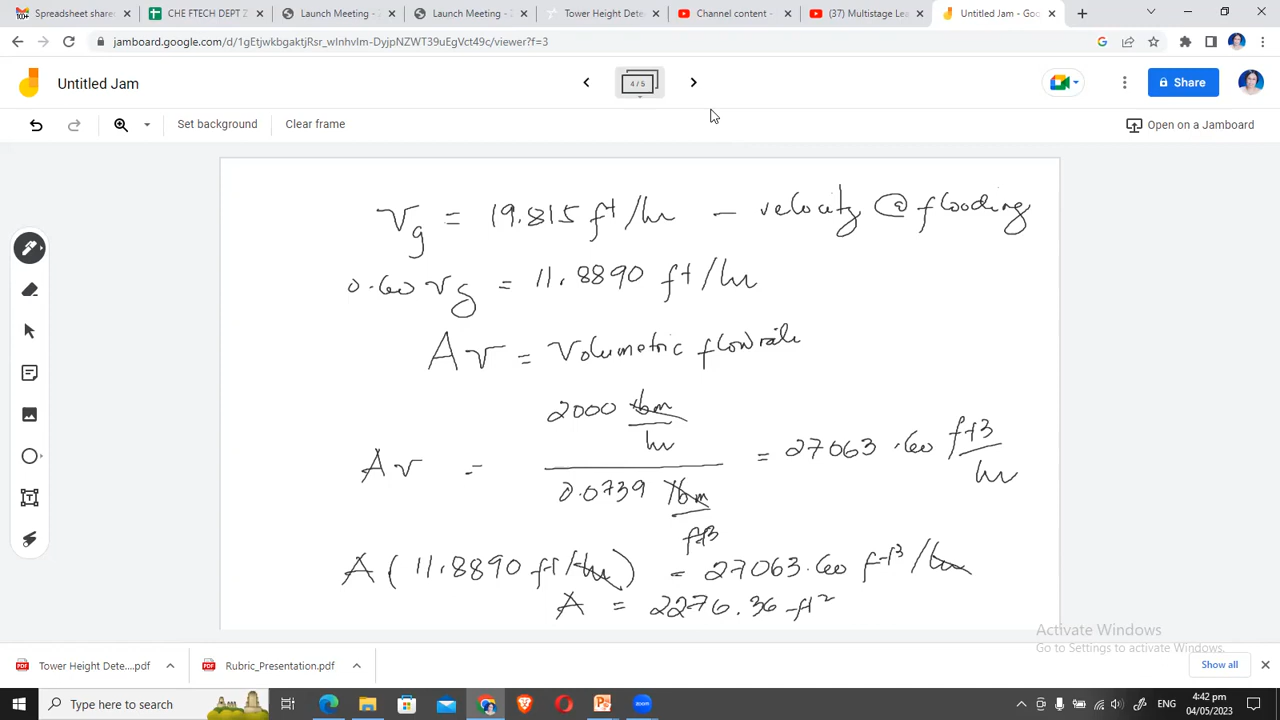 Spreadsheet share
CHE FTECH DEPT Z
Launch Meeting -
Launch Meeting - Z
Tower Height Dete
Channel content -
(37) Multistage Lea
Untitled Jam - Goo
jamboard.google.com/d/1gEtjwkbgaktjRsr_wInhvIm-DyjpNZWT39uEgVct49c/viewer?f=3
Untitled Jam
4 / 5
Share
Set background
Clear frame
Open on a Jamboard
Vg = 19.815 ft/hr – velocity @ flooding
0.60 Vg = 11.8890 ft/hr
Av = Volumetric flowrate
2000 lbm/hr
Av = = 27063.60 ft3/hr
0.0739 lbm/ft3
A (11.8890 ft/hr) = 27063.60 ft3/hr
A = 2276.36 ft2
Activate Windows
Go to Settings to activate Windows.
Tower Height Dete....pdf
Rubric_Presentation.pdf
Show all
Type here to search
ENG
4:42 pm
04/05/2023